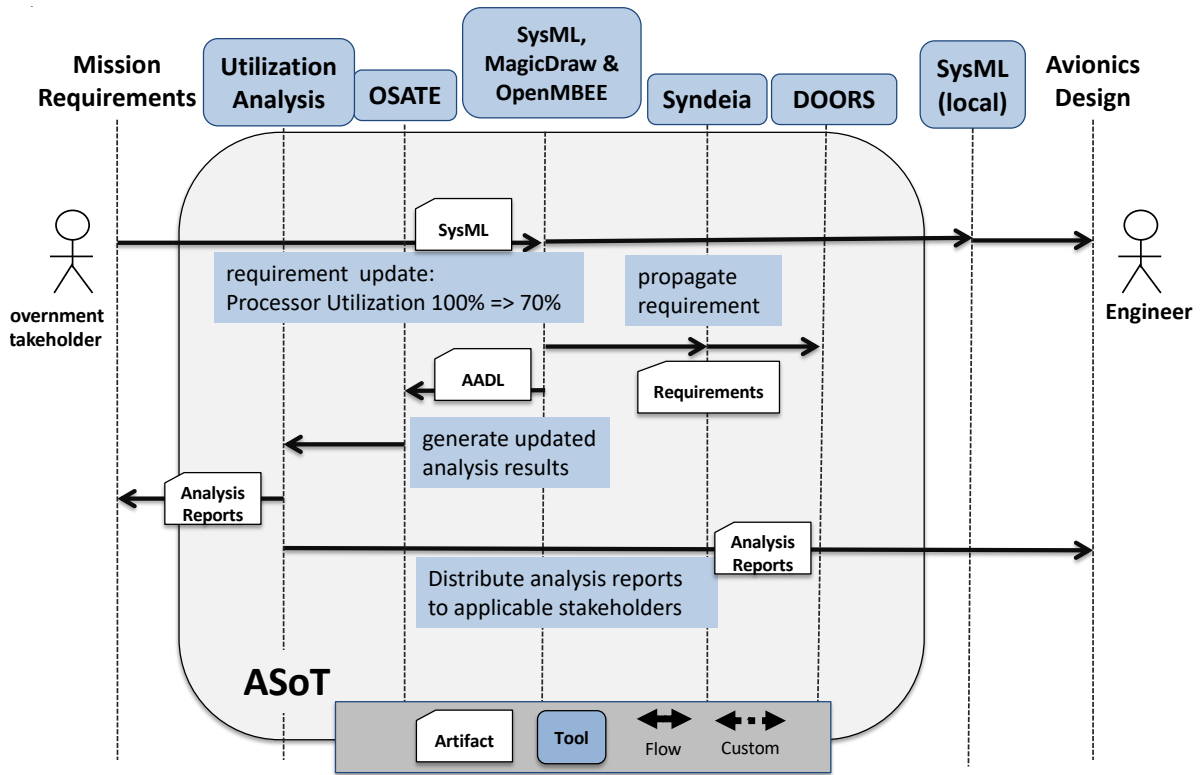 Mission
Requirements
Utilization
Analysis
OSATE
SysML,
MagicDraw &
OpenMBEE
Syndeia
DOORS
SysML
(local)
Avionics
Design
SysML
requirement update:
Processor Utilization 100% => 70%
propagate
requirement
overnment
takeholder
Engineer
AADL
Requirements
generate updated
analysis results
Analysis
Reports
Analysis
Reports
Distribute analysis reports
to applicable stakeholders
ASoT
Artifact
Tool
Flow
Custom